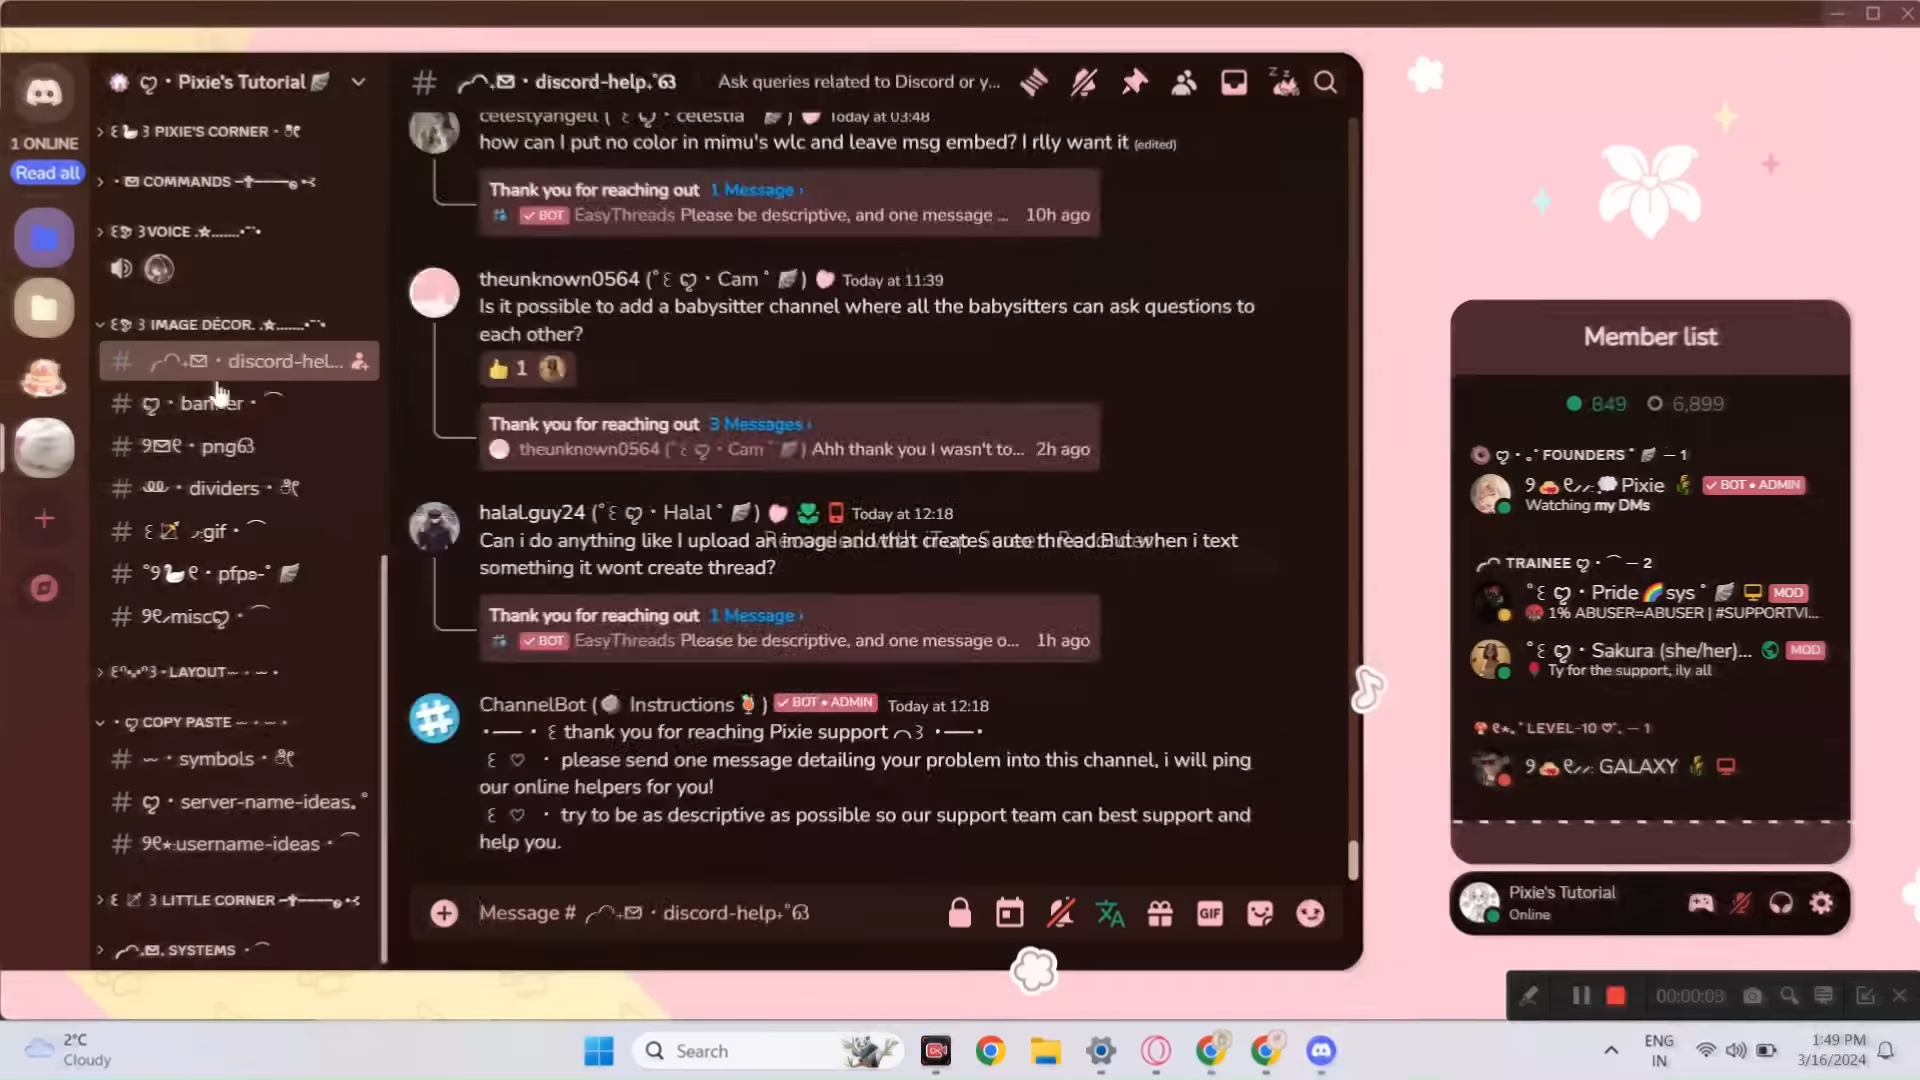 1 ONLINE
Read all
Pixie's Tutorial
PIXIE'S CORNER
COMMANDS
VOICE
IMAGE DÉCOR.
discord-hel...
banner
png
dividers
gif
pfp
misc
LAYOUT
COPY PASTE
symbols
server-name-ideas
username-ideas
LITTLE CORNER
SYSTEMS
# discord-help
Ask queries related to Discord or y...
celestyangell ( celestia ) Today at 03:48
how can I put no color in mimu's wlc and leave msg embed? I rlly want it (edited)
Thank you for reaching out 1 Message ›
BOT EasyThreads Please be descriptive, and one message ... 10h ago
theunknown0564 ( Cam ) Today at 11:39
Is it possible to add a babysitter channel where all the babysitters can ask questions to
each other?
👍 1
Thank you for reaching out 3 Messages ›
theunknown0564 ( Cam ) Ahh thank you I wasn't to... 2h ago
halal.guy24 ( Halal ) Today at 12:18
Can i do anything like I upload an image and that creates auto thread.But when i text
something it wont create thread?
Thank you for reaching out 1 Message ›
BOT EasyThreads Please be descriptive, and one message o... 1h ago
ChannelBot ( Instructions ) BOT • ADMIN Today at 12:18
thank you for reaching Pixie support
♡ • please send one message detailing your problem into this channel, i will ping
our online helpers for you!
♡ • try to be as descriptive as possible so our support team can best support and
help you.
Message # discord-help
GIF
Member list
849 6,899
FOUNDERS — 1
Pixie BOT • ADMIN
Watching my DMs
TRAINEE — 2
Pride 🌈 sys MOD
1% ABUSER=ABUSER | #SUPPORTVI...
Sakura (she/her)... MOD
Ty for the support, ily all
LEVEL-10 — 1
GALAXY
Pixie's Tutorial
Online
2°C
Cloudy
Search
ENG
IN
1:49 PM
3/16/2024